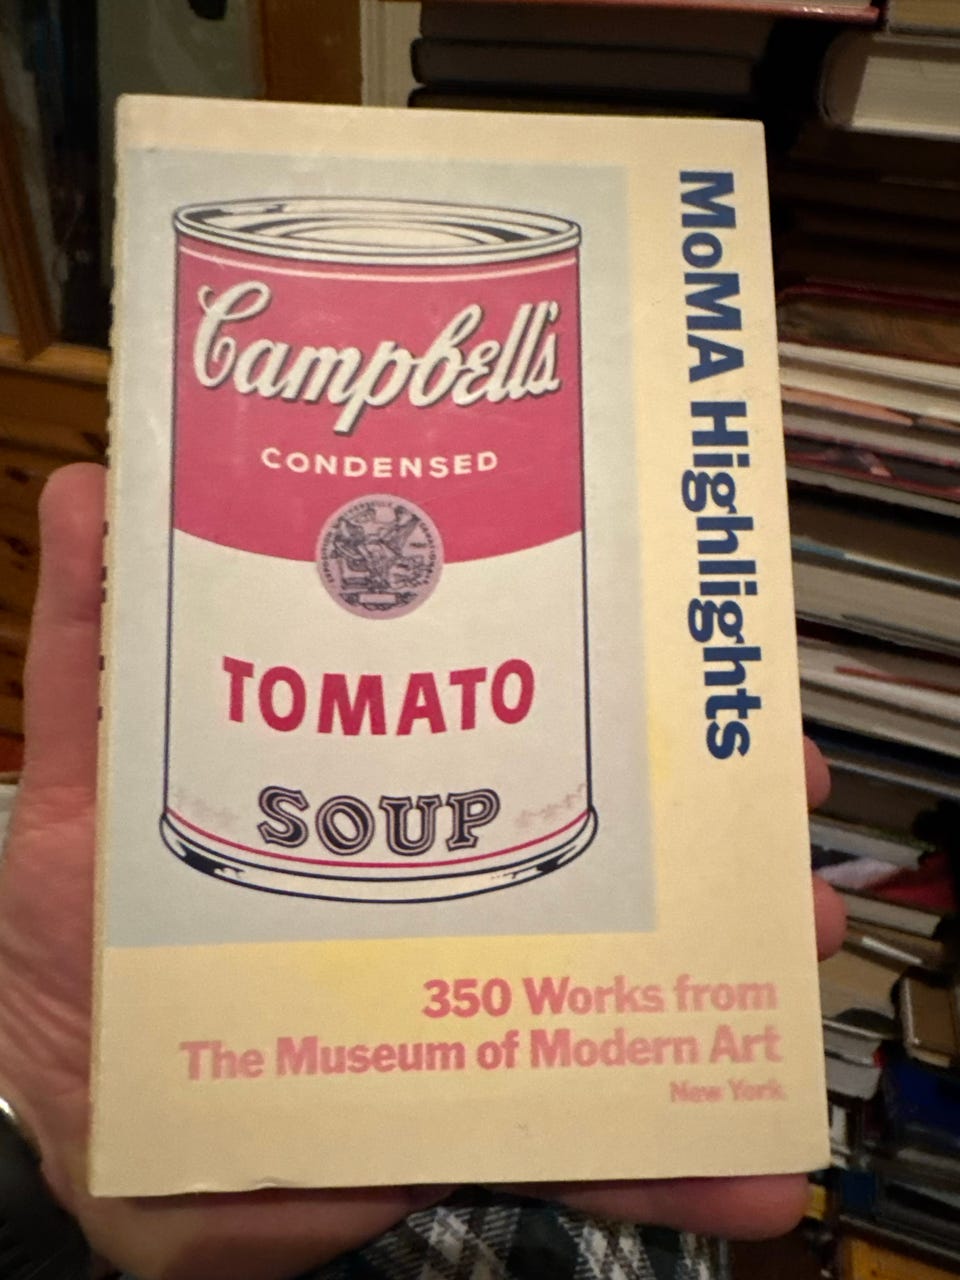 MoMA Highlights
Campbell's
CONDENSED
TOMATO
SOUP
350 Works from
The Museum of Modern Art
New York